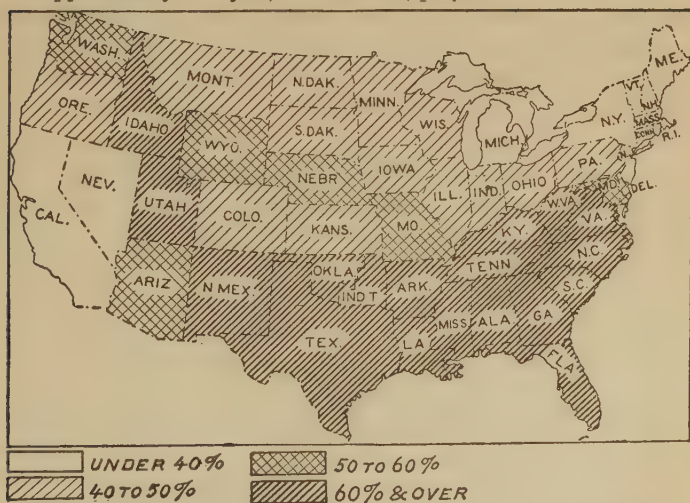 WASH.
MONT.
N.DAK.
MINN.
ME.
VT.
N.H.
ORE.
IDAHO
S.DAK.
WIS.
MICH
N.Y.
MASS.
CONN.
R.I.
WYO.
IOWA
PA.
NEV.
NEBR
ILL.
IND.
OHIO
MD.
DEL.
CAL.
UTAH
COLO.
KANS.
MO.
W.VA.
VA.
KY.
ARIZ
N MEX.
OKLA.
IND T
ARK.
TENN
N.C.
S.C.
TEX.
LA
MISS
ALA.
GA
FLA
UNDER 40%
50 TO 60%
40 TO 50%
60% & OVER